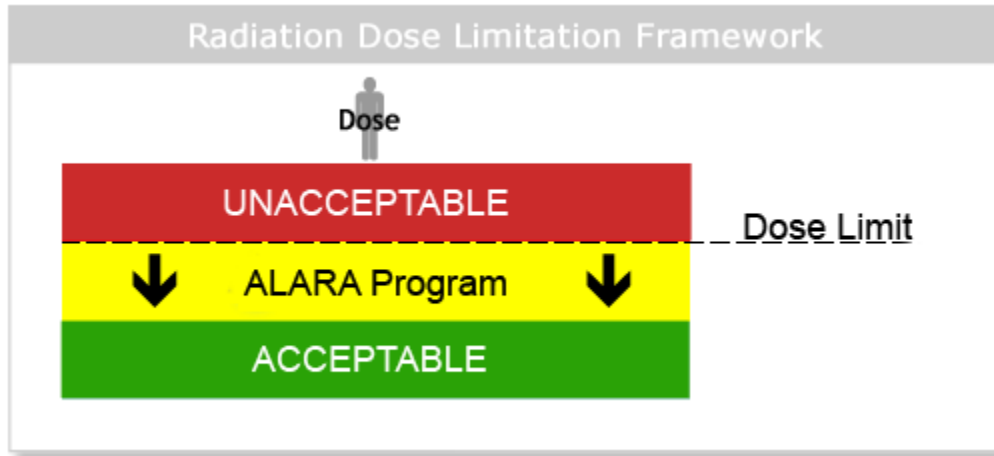 Radiation Dose Limitation Framework
Dose
UNACCEPTABLE
Dose Limit
ALARA Program
ACCEPTABLE